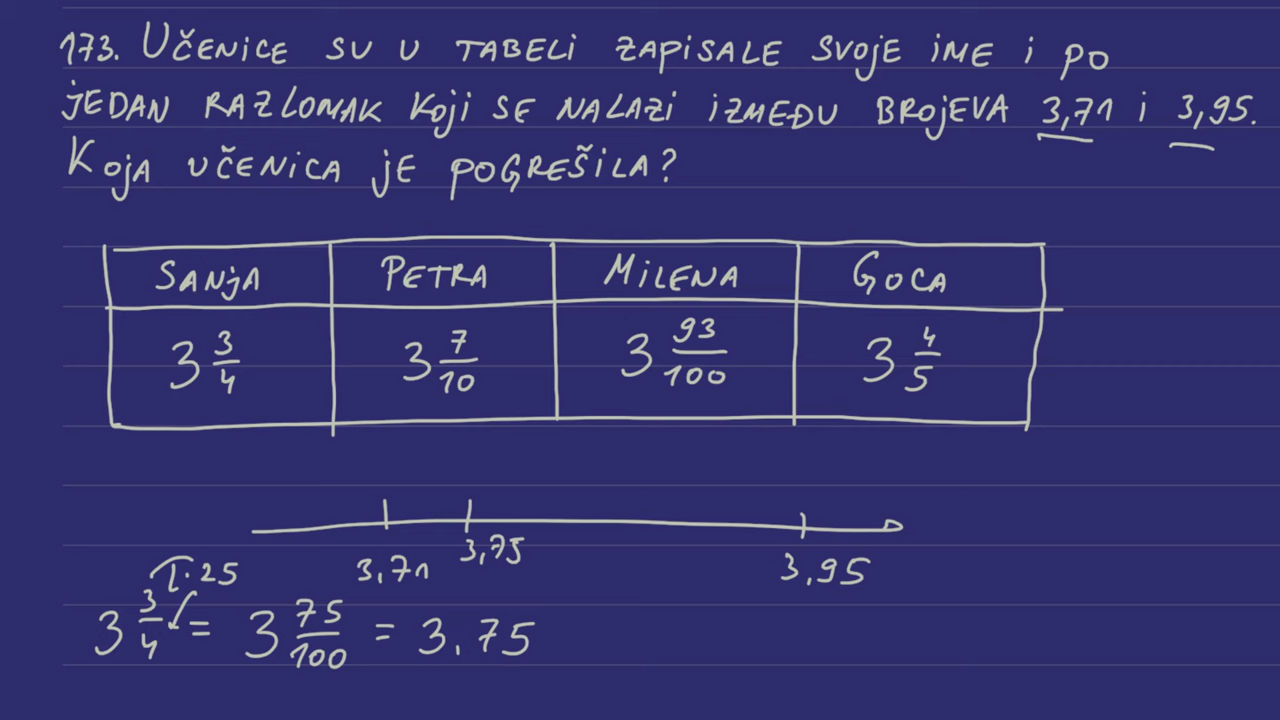 173. UČENICE SU U TABELI ZAPISALE SVOJE IME I PO
JEDAN RAZLOMAK KOJI SE NALAZI IZMEĐU BROJEVA 3,71 I 3,95.
KOJA UČENICA JE POGREŠILA?
SANJA PETRA MILENA GOCA
3 3/4 3 7/10 3 93/100 3 4/5
3,71 3,75 3,95
·25
3 3/4 = 3 75/100 = 3.75